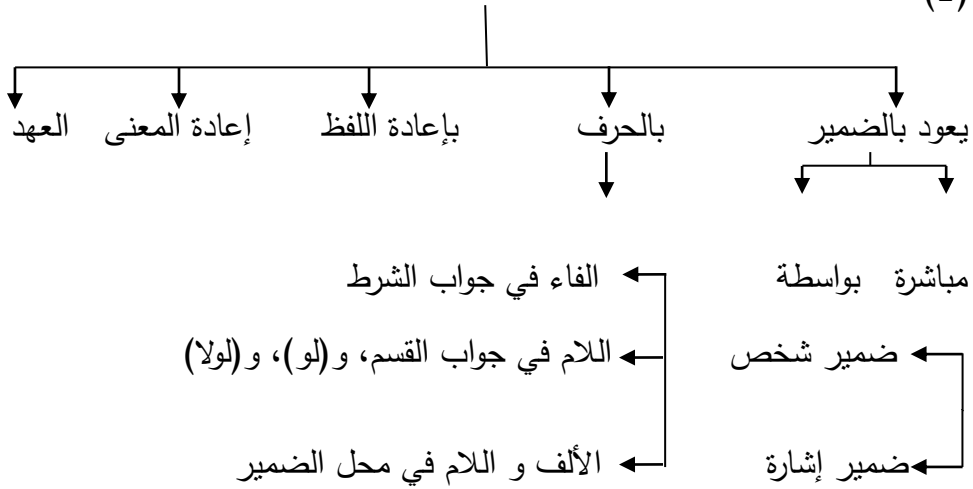 يعود بالضمير بالحرف بإعادة اللفظ إعادة المعنى العهد
مباشرة بواسطة الفاء في جواب الشرط
ضمير شخص اللام في جواب القسم، و(لو)، و(لولا)
ضمير إشارة الألف و اللام في محل الضمير